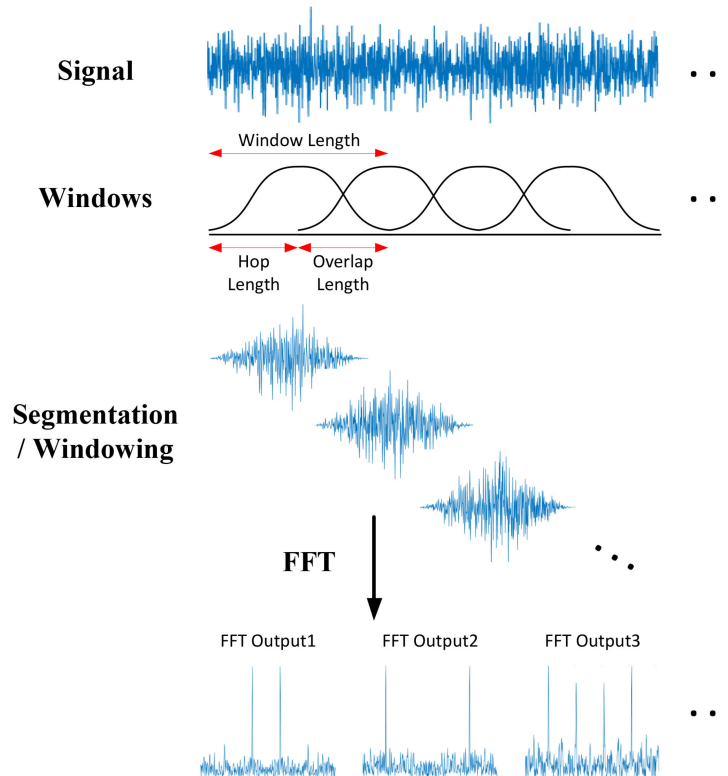 Signal
Window Length
Windows
Hop
Length
Overlap
Length
Segmentation
/ Windowing
FFT
FFT Output1
FFT Output2
FFT Output3